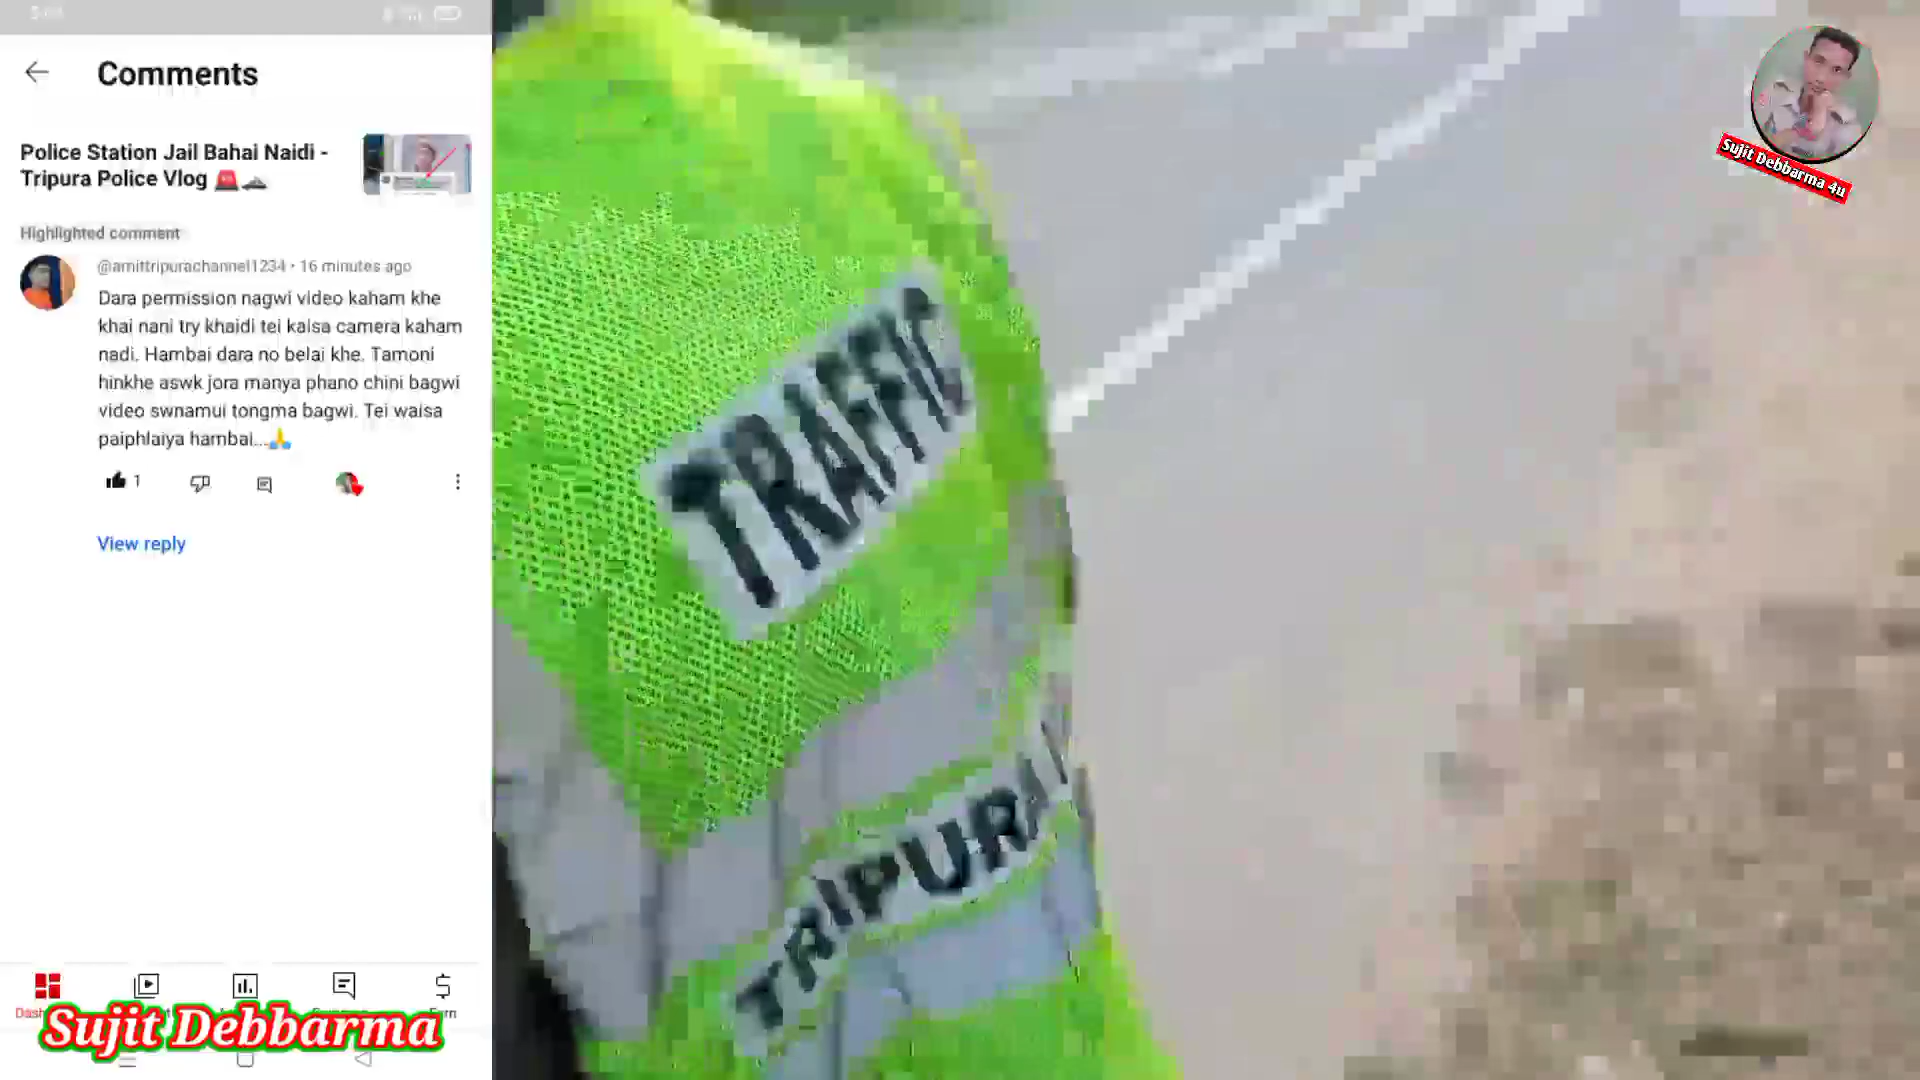 Comments
Police Station Jail Bahai Naidi -
Tripura Police Vlog 🚨🚓
Highlighted comment
@amittripurachannel1234 • 16 minutes ago
Dara permission nagwi video kaham khe
khai nani try khaidi tei kaisa camera kaham
nadi. Hambai dara no belai khe. Tamoni
hinkhe aswk jora manya phano chini bagwi
video swnamui tongma bagwi. Tei waisa
paiphlaiya hambai...🙏
1
View reply
Sujit Debbarma
TRAFFIC
TRIPURA
Sujit Debbarma 4u